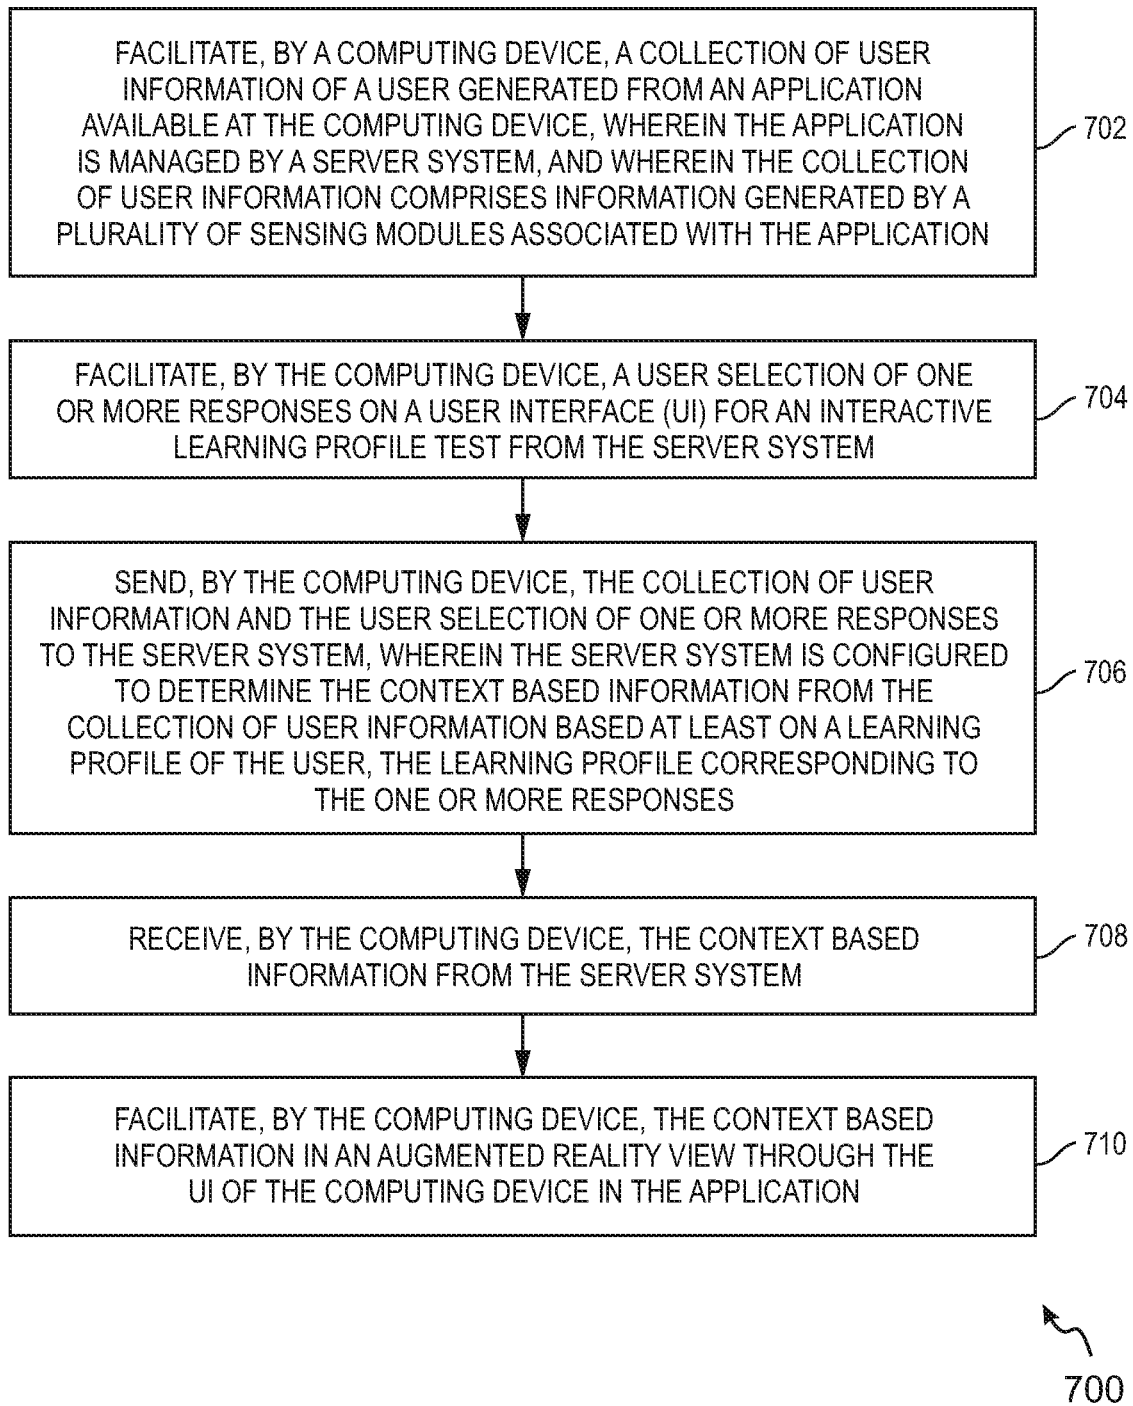 FACILITATE, BY A COMPUTING DEVICE, A COLLECTION OF USER
INFORMATION OF A USER GENERATED FROM AN APPLICATION
AVAILABLE AT THE COMPUTING DEVICE, WHEREIN THE APPLICATION
IS MANAGED BY A SERVER SYSTEM, AND WHEREIN THE COLLECTION
OF USER INFORMATION COMPRISES INFORMATION GENERATED BY A
PLURALITY OF SENSING MODULES ASSOCIATED WITH THE APPLICATION
702
FACILITATE, BY THE COMPUTING DEVICE, A USER SELECTION OF ONE
OR MORE RESPONSES ON A USER INTERFACE (UI) FOR AN INTERACTIVE
LEARNING PROFILE TEST FROM THE SERVER SYSTEM
704
SEND, BY THE COMPUTING DEVICE, THE COLLECTION OF USER
INFORMATION AND THE USER SELECTION OF ONE OR MORE RESPONSES
TO THE SERVER SYSTEM, WHEREIN THE SERVER SYSTEM IS CONFIGURED
TO DETERMINE THE CONTEXT BASED INFORMATION FROM THE
COLLECTION OF USER INFORMATION BASED AT LEAST ON A LEARNING
PROFILE OF THE USER, THE LEARNING PROFILE CORRESPONDING TO
THE ONE OR MORE RESPONSES
706
RECEIVE, BY THE COMPUTING DEVICE, THE CONTEXT BASED
INFORMATION FROM THE SERVER SYSTEM
708
FACILITATE, BY THE COMPUTING DEVICE, THE CONTEXT BASED
INFORMATION IN AN AUGMENTED REALITY VIEW THROUGH THE
UI OF THE COMPUTING DEVICE IN THE APPLICATION
710
700